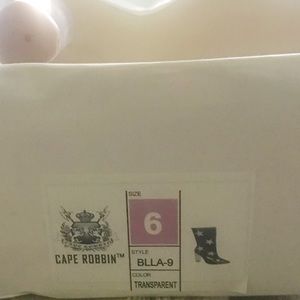 SIZE
6
STYLE
BLLA-9
COLOR
TRANSPARENT
CAPE ROBBIN™